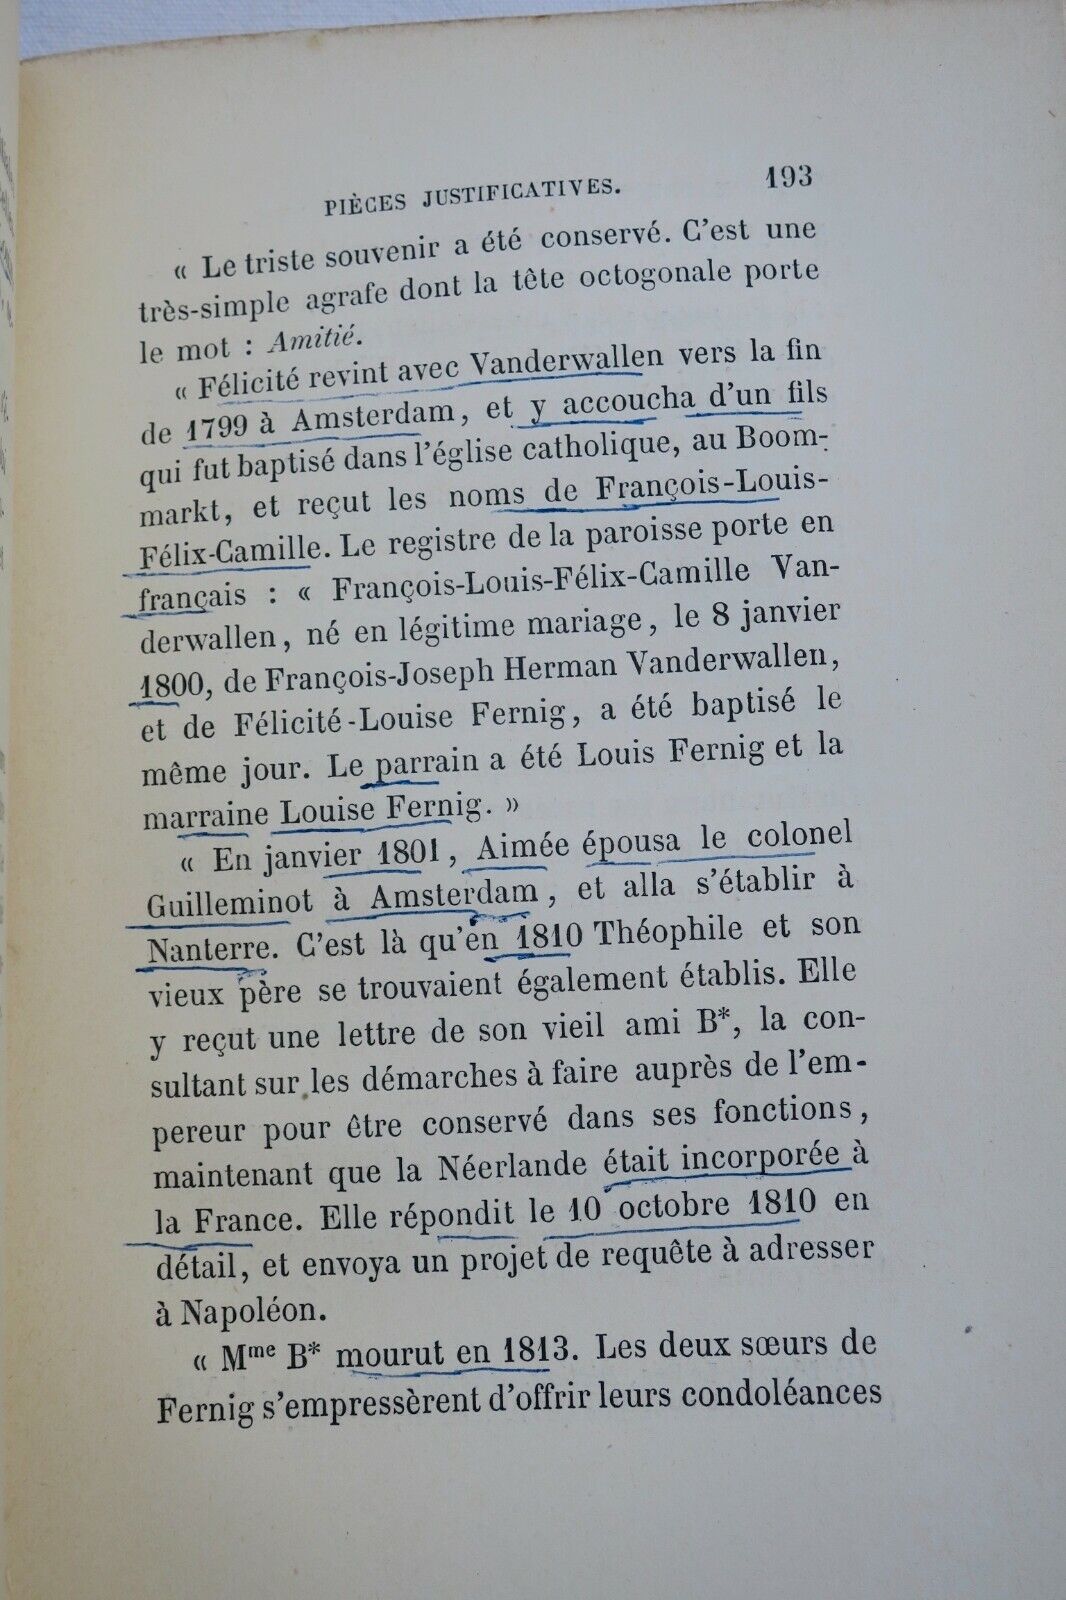 PIÈCES JUSTIFICATIVES. 193
« Le triste souvenir a été conservé. C'est une
très-simple agrafe dont la tête octogonale porte
le mot : Amitié.
« Félicité revint avec Vanderwallen vers la fin
de 1799 à Amsterdam, et y accoucha d'un fils
qui fut baptisé dans l'église catholique, au Boom-
markt, et reçut les noms de François-Louis-
Félix-Camille. Le registre de la paroisse porte en
français : « François-Louis-Félix-Camille Van-
derwallen, né en légitime mariage, le 8 janvier
1800, de François-Joseph Herman Vanderwallen,
et de Félicité-Louise Fernig, a été baptisé le
même jour. Le parrain a été Louis Fernig et la
marraine Louise Fernig. »
« En janvier 1801, Aimée épousa le colonel
Guilleminot à Amsterdam, et alla s'établir à
Nanterre. C'est là qu'en 1810 Théophile et son
vieux père se trouvaient également établis. Elle
y reçut une lettre de son vieil ami B*, la con-
sultant sur les démarches à faire auprès de l'em-
pereur pour être conservé dans ses fonctions,
maintenant que la Néerlande était incorporée à
la France. Elle répondit le 10 octobre 1810 en
détail, et envoya un projet de requête à adresser
à Napoléon.
« Mme B* mourut en 1813. Les deux sœurs de
Fernig s'empressèrent d'offrir leurs condoléances